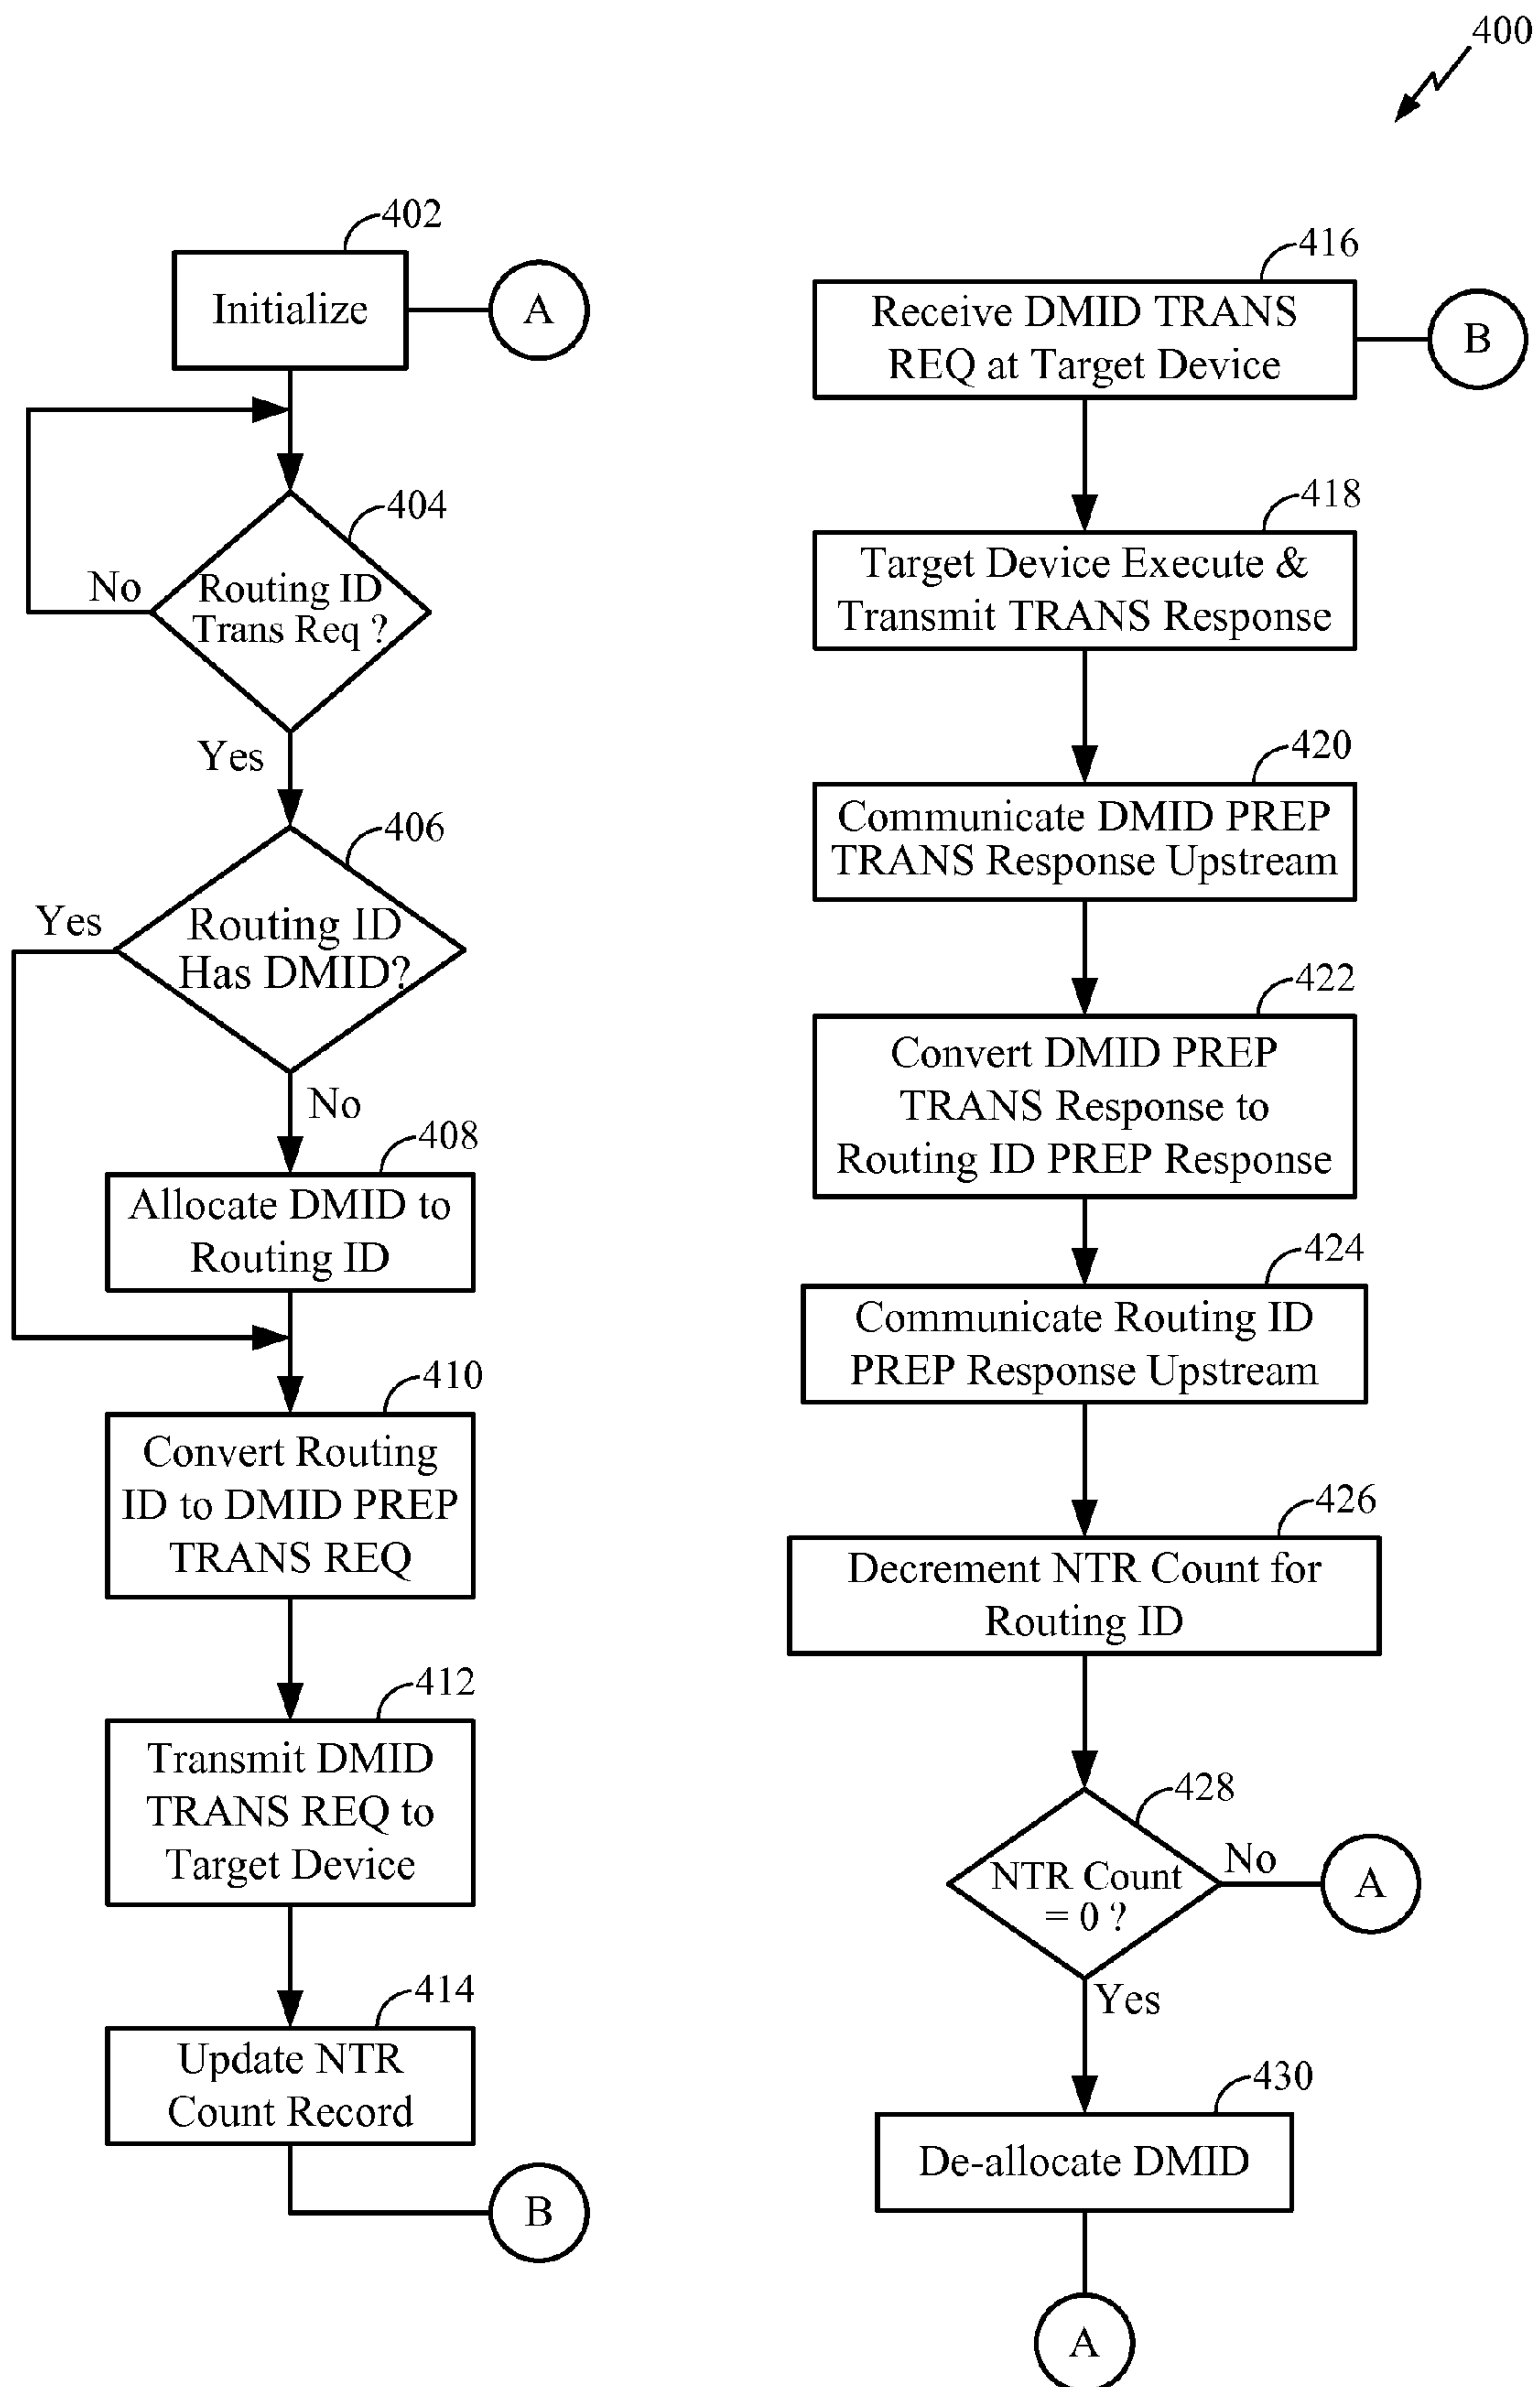 400
402
Initialize
A
404
No
Routing ID
Trans Req ?
Yes
406
Yes
Routing ID
Has DMID?
No
408
Allocate DMID to
Routing ID
410
Convert Routing
ID to DMID PREP
TRANS REQ
412
Transmit DMID
TRANS REQ to
Target Device
414
Update NTR
Count Record
B
416
Receive DMID TRANS
REQ at Target Device
B
418
Target Device Execute &
Transmit TRANS Response
420
Communicate DMID PREP
TRANS Response Upstream
422
Convert DMID PREP
TRANS Response to
Routing ID PREP Response
424
Communicate Routing ID
PREP Response Upstream
426
Decrement NTR Count for
Routing ID
428
NTR Count
= 0 ?
No
A
Yes
430
De-allocate DMID
A